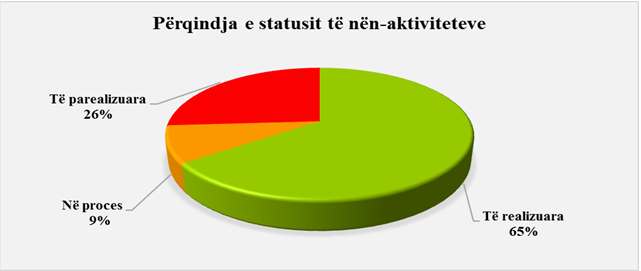 Përqindja e statusit të nën-aktiviteteve
Të parealizuara
26%
Në proces
9%
Të realizuara
65%